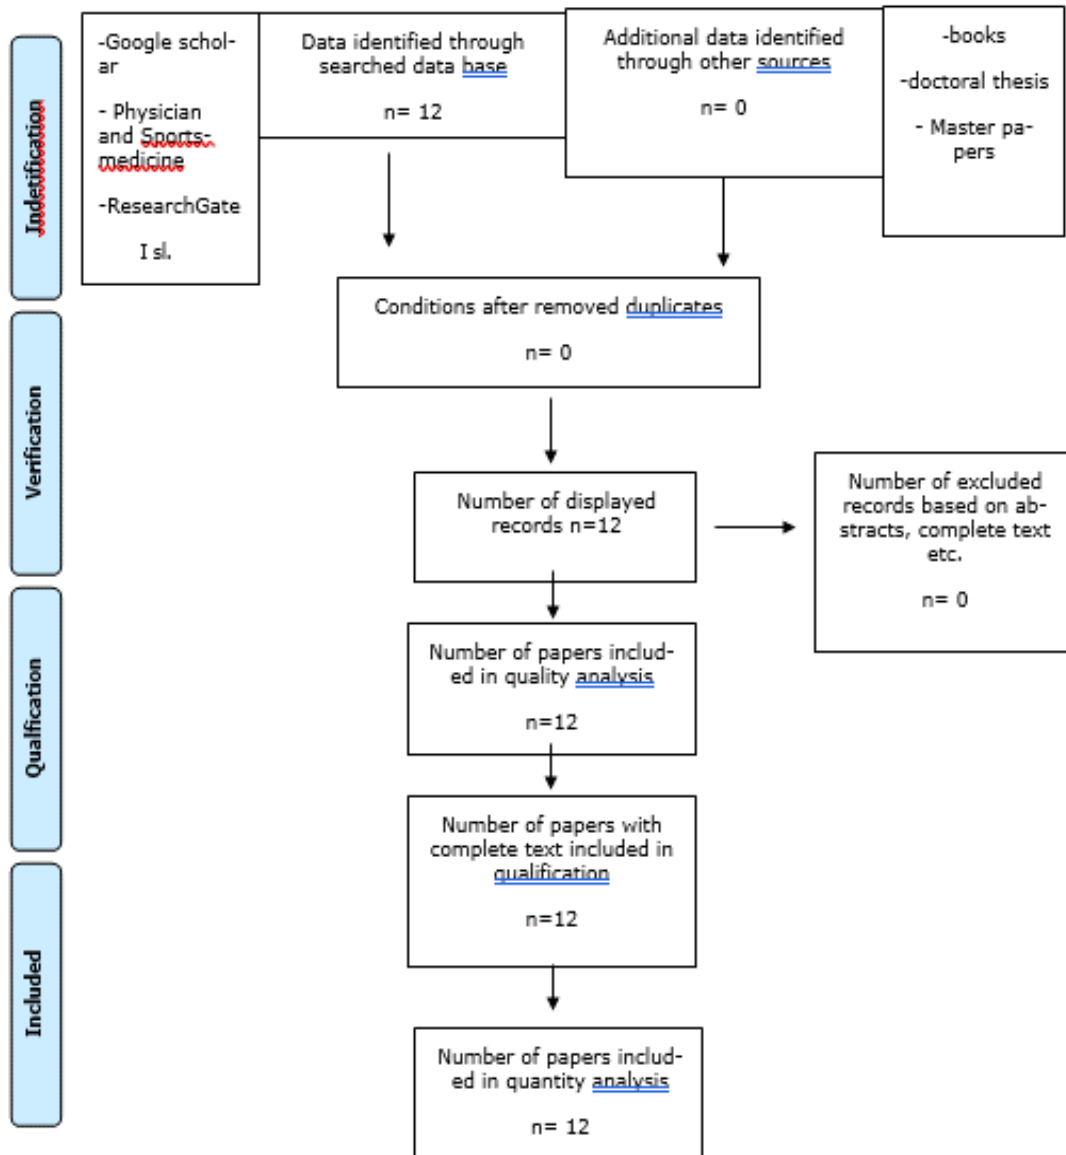 Indetification
-Google schol-
ar
- Physician
and Sports-
medicine
-ResearchGate
I sl.
Data identified through
searched data base
n= 12
Additional data identified
through other sources
n= 0
-books
-doctoral thesis
- Master pa-
pers
Conditions after removed duplicates
n= 0
Verification
Number of displayed
records n=12
Number of excluded
records based on ab-
stracts, complete text
etc.
n= 0
Qualfication
Number of papers includ-
ed in quality analysis
n=12
Number of papers with
complete text included in
qualification
n=12
Included
Number of papers includ-
ed in quantity analysis
n= 12